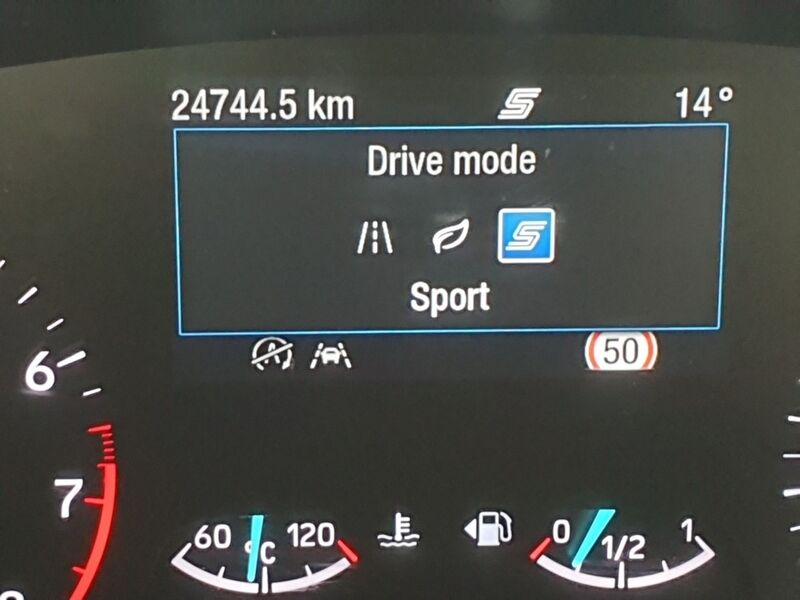 24744.5 km S 14°
Drive mode
S
Sport
A 50
6
7
60 °C 120
0 1/2 1